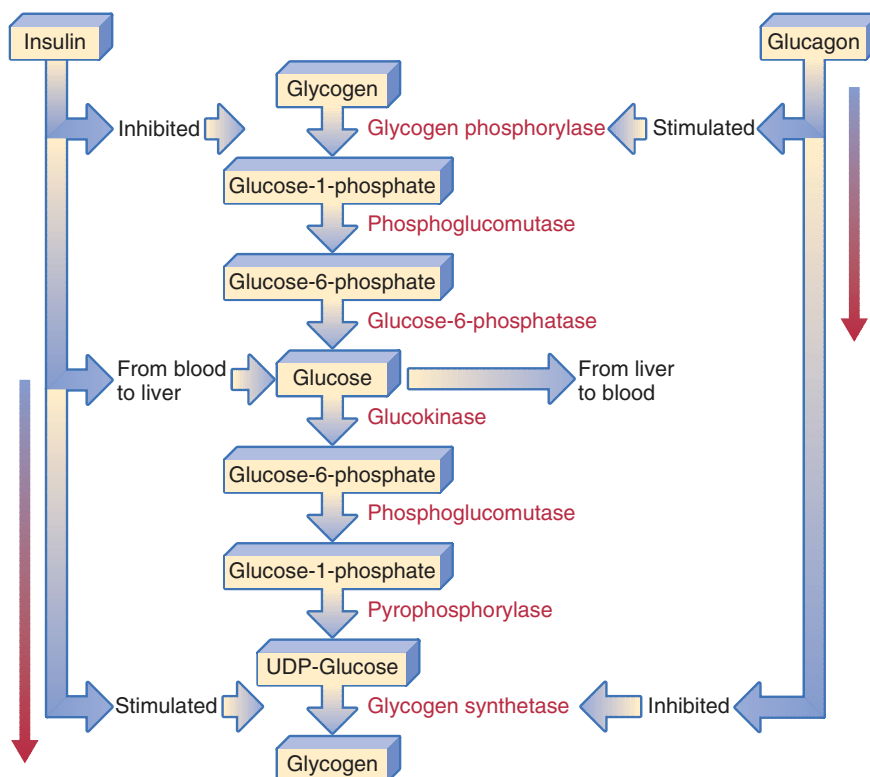 Insulin
Glucagon
Glycogen
Inhibited
Glycogen phosphorylase
Stimulated
Glucose-1-phosphate
Phosphoglucomutase
Glucose-6-phosphate
Glucose-6-phosphatase
From blood
to liver
Glucose
From liver
to blood
Glucokinase
Glucose-6-phosphate
Phosphoglucomutase
Glucose-1-phosphate
Pyrophosphorylase
UDP-Glucose
Stimulated
Glycogen synthetase
Inhibited
Glycogen